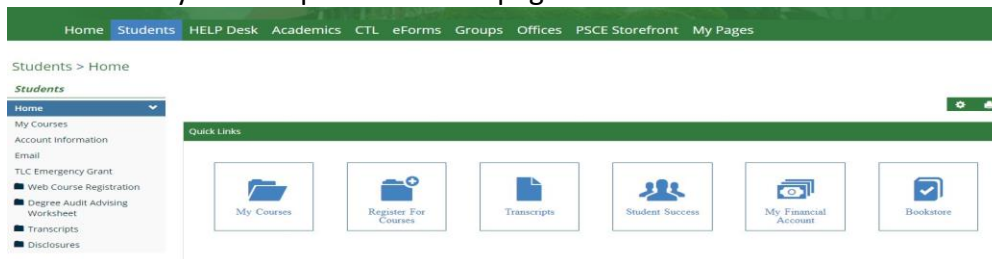 Home Students HELP Desk Academics CTL eForms Groups Offices PSCE Storefront My Pages
Students > Home
Students
Home
My Courses
Account Information
Email
TLC Emergency Grant
Web Course Registration
Degree Audit Advising
Worksheet
Transcripts
Disclosures
Quick Links
My Courses
Register For
Courses
Transcripts
Student Success
My Financial
Account
Bookstore